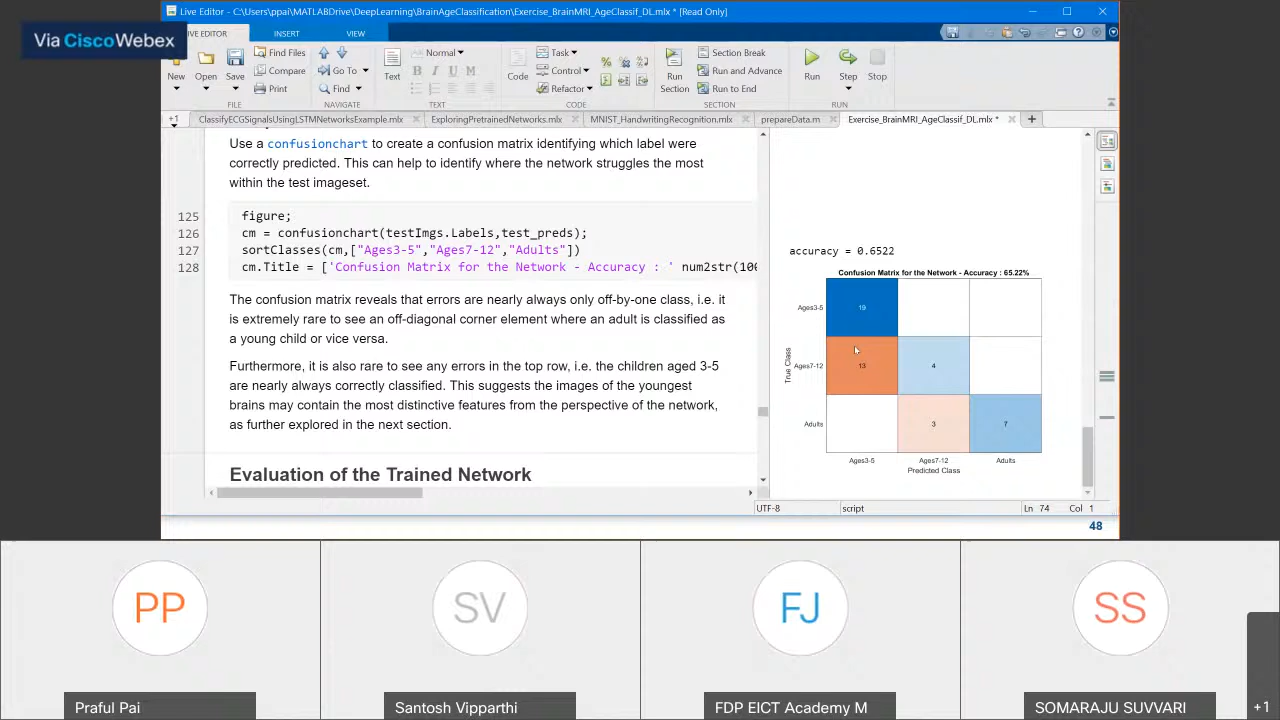 Live Editor - C:\Users\ppai\MATLABDrive\DeepLearning\BrainAgeClassification\Exercise_BrainMRI_AgeClassif_DL.mlx * [Read Only]
Via CiscoWebex
LIVE EDITOR
INSERT
VIEW
New
Open
Save
Find Files
Compare
Print
FILE
Go To
Find
NAVIGATE
Text
Normal
B I U M
TEXT
Code
Task
Control
Refactor
CODE
Run
Section
Section Break
Run and Advance
Run to End
SECTION
Run
Step
Stop
RUN
+1
ClassifyECGSignalsUsingLSTMNetworksExample.mlx
ExploringPretrainedNetworks.mlx
MNIST_HandwritingRecognition.mlx
prepareData.m
Exercise_BrainMRI_AgeClassif_DL.mlx *
Use a confusionchart to create a confusion matrix identifying which label were
correctly predicted. This can help to identify where the network struggles the most
within the test imageset.
125 figure;
126 cm = confusionchart(testImgs.Labels,test_preds);
127 sortClasses(cm,["Ages3-5","Ages7-12","Adults"])
128 cm.Title = ['Confusion Matrix for the Network - Accuracy : ' num2str(100
The confusion matrix reveals that errors are nearly always only off-by-one class, i.e. it
is extremely rare to see an off-diagonal corner element where an adult is classified as
a young child or vice versa.
Furthermore, it is also rare to see any errors in the top row, i.e. the children aged 3-5
are nearly always correctly classified. This suggests the images of the youngest
brains may contain the most distinctive features from the perspective of the network,
as further explored in the next section.
Evaluation of the Trained Network
accuracy = 0.6522
Confusion Matrix for the Network - Accuracy : 65.22%
True Class
Ages3-5
19
Ages7-12
13
4
Adults
3
7
Ages3-5
Ages7-12
Adults
Predicted Class
UTF-8
script
Ln 74
Col 1
48
PP
SV
FJ
SS
Praful Pai
Santosh Vipparthi
FDP EICT Academy M
SOMARAJU SUVVARI
+1